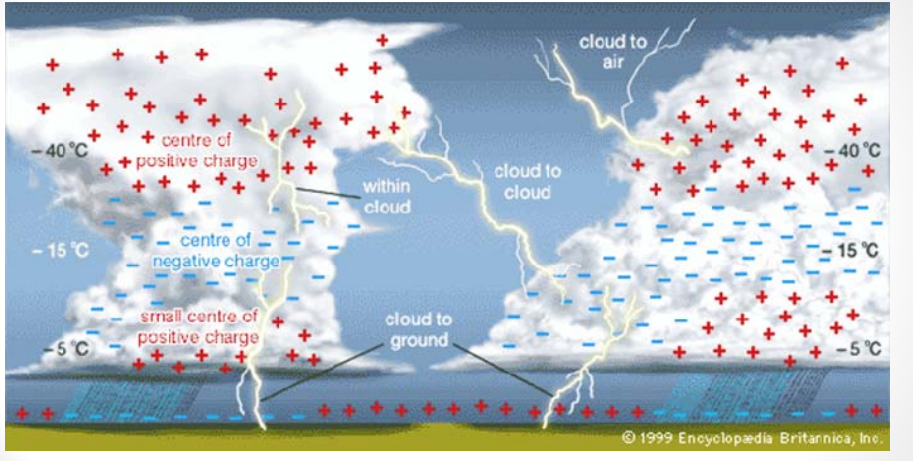 cloud to
air
centre of
positive charge
– 40 °C
– 40 °C
within
cloud
cloud to
cloud
centre of
negative charge
– 15 °C
– 15 °C
small centre of
positive charge
cloud to
ground
– 5 °C
– 5 °C
© 1999 Encyclopædia Britannica, Inc.